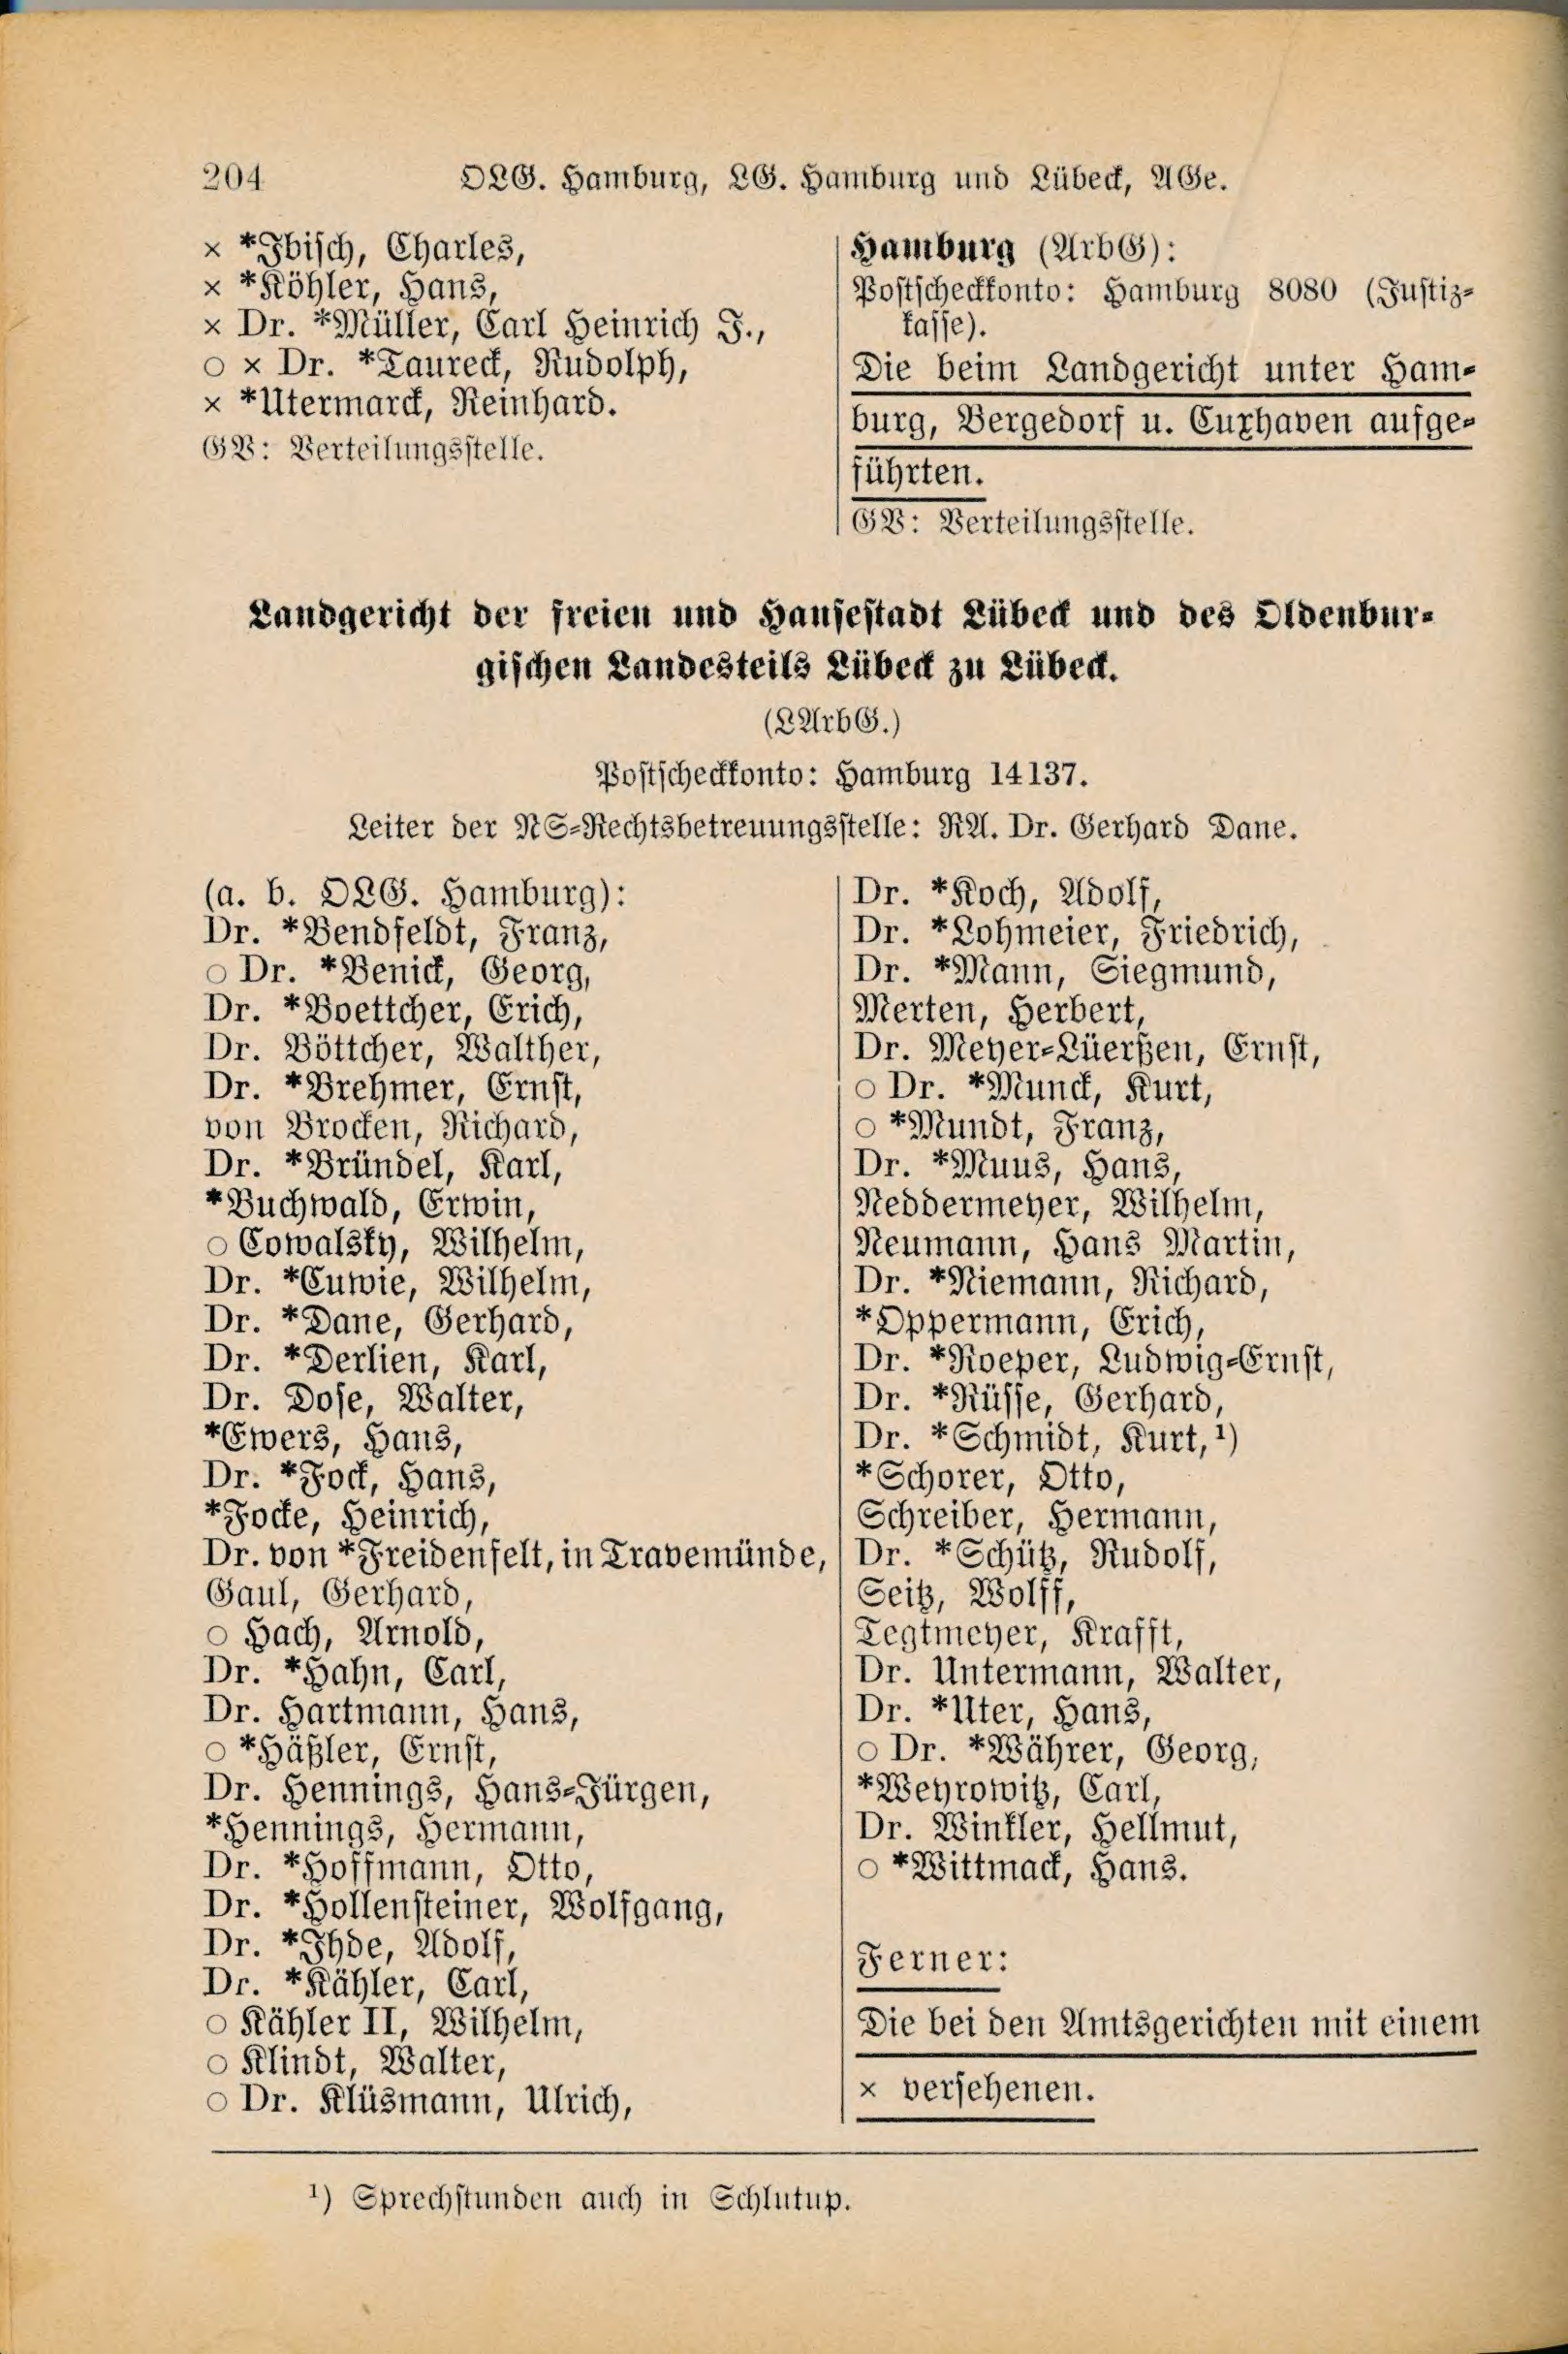 204 OLG. Hamburg, LG. Hamburg und Lübeck, AGe.
× *Ibisch, Charles,
× *Köhler, Hans,
× Dr. *Müller, Carl Heinrich J.,
○ × Dr. *Taureck, Rudolph,
× *Utermarck, Reinhard.
GV: Verteilungsstelle.
Hamburg (ArbG):
Postscheckkonto: Hamburg 8080 (Justiz-
kasse).
Die beim Landgericht unter Ham-
burg, Bergedorf u. Cuxhaven aufge-
führten.
GV: Verteilungsstelle.
Landgericht der freien und Hansestadt Lübeck und des Oldenbur-
gischen Landesteils Lübeck zu Lübeck.
(LArbG.)
Postscheckkonto: Hamburg 14137.
Leiter der NS-Rechtsbetreuungsstelle: RA. Dr. Gerhard Dane.
(a. b. OLG. Hamburg):
Dr. *Bendfeldt, Franz,
○ Dr. *Benick, Georg,
Dr. *Boettcher, Erich,
Dr. Böttcher, Walther,
Dr. *Brehmer, Ernst,
von Brocken, Richard,
Dr. *Bründel, Karl,
*Buchwald, Erwin,
○ Cowalsky, Wilhelm,
Dr. *Cuwie, Wilhelm,
Dr. *Dane, Gerhard,
Dr. *Derlien, Karl,
Dr. Dose, Walter,
*Ewers, Hans,
Dr. *Fock, Hans,
*Focke, Heinrich,
Dr. von *Freidenfelt, in Travemünde,
Gaul, Gerhard,
○ Hach, Arnold,
Dr. *Hahn, Carl,
Dr. Hartmann, Hans,
○ *Häßler, Ernst,
Dr. Hennings, Hans-Jürgen,
*Hennings, Hermann,
Dr. *Hoffmann, Otto,
Dr. *Hollensteiner, Wolfgang,
Dr. *Ihde, Adolf,
Dr. *Kähler, Carl,
○ Kähler II, Wilhelm,
○ Klindt, Walter,
○ Dr. Klüsmann, Ulrich,
Dr. *Koch, Adolf,
Dr. *Lohmeier, Friedrich,
Dr. *Mann, Siegmund,
Merten, Herbert,
Dr. Meyer-Lüerßen, Ernst,
○ Dr. *Munck, Kurt,
○ *Mundt, Franz,
Dr. *Muus, Hans,
Neddermeyer, Wilhelm,
Neumann, Hans Martin,
Dr. *Niemann, Richard,
*Oppermann, Erich,
Dr. *Roeper, Ludwig-Ernst,
Dr. *Rüsse, Gerhard,
Dr. *Schmidt, Kurt,¹)
*Schorer, Otto,
Schreiber, Hermann,
Dr. *Schütz, Rudolf,
Seitz, Wolff,
Tegtmeyer, Krafft,
Dr. Untermann, Walter,
Dr. *Uter, Hans,
○ Dr. *Währer, Georg,
*Weyrowitz, Carl,
Dr. Winkler, Hellmut,
○ *Wittmack, Hans.
Ferner:
Die bei den Amtsgerichten mit einem
× versehenen.
¹) Sprechstunden auch in Schlutup.